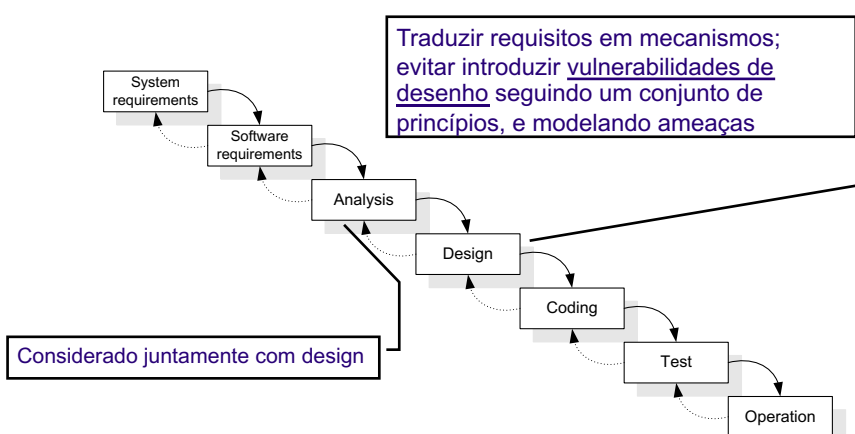 Traduzir requisitos em mecanismos;
evitar introduzir vulnerabilidades de
desenho seguindo um conjunto de
princípios, e modelando ameaças
System
requirements
Software
requirements
Analysis
Design
Coding
Considerado juntamente com design
Test
Operation